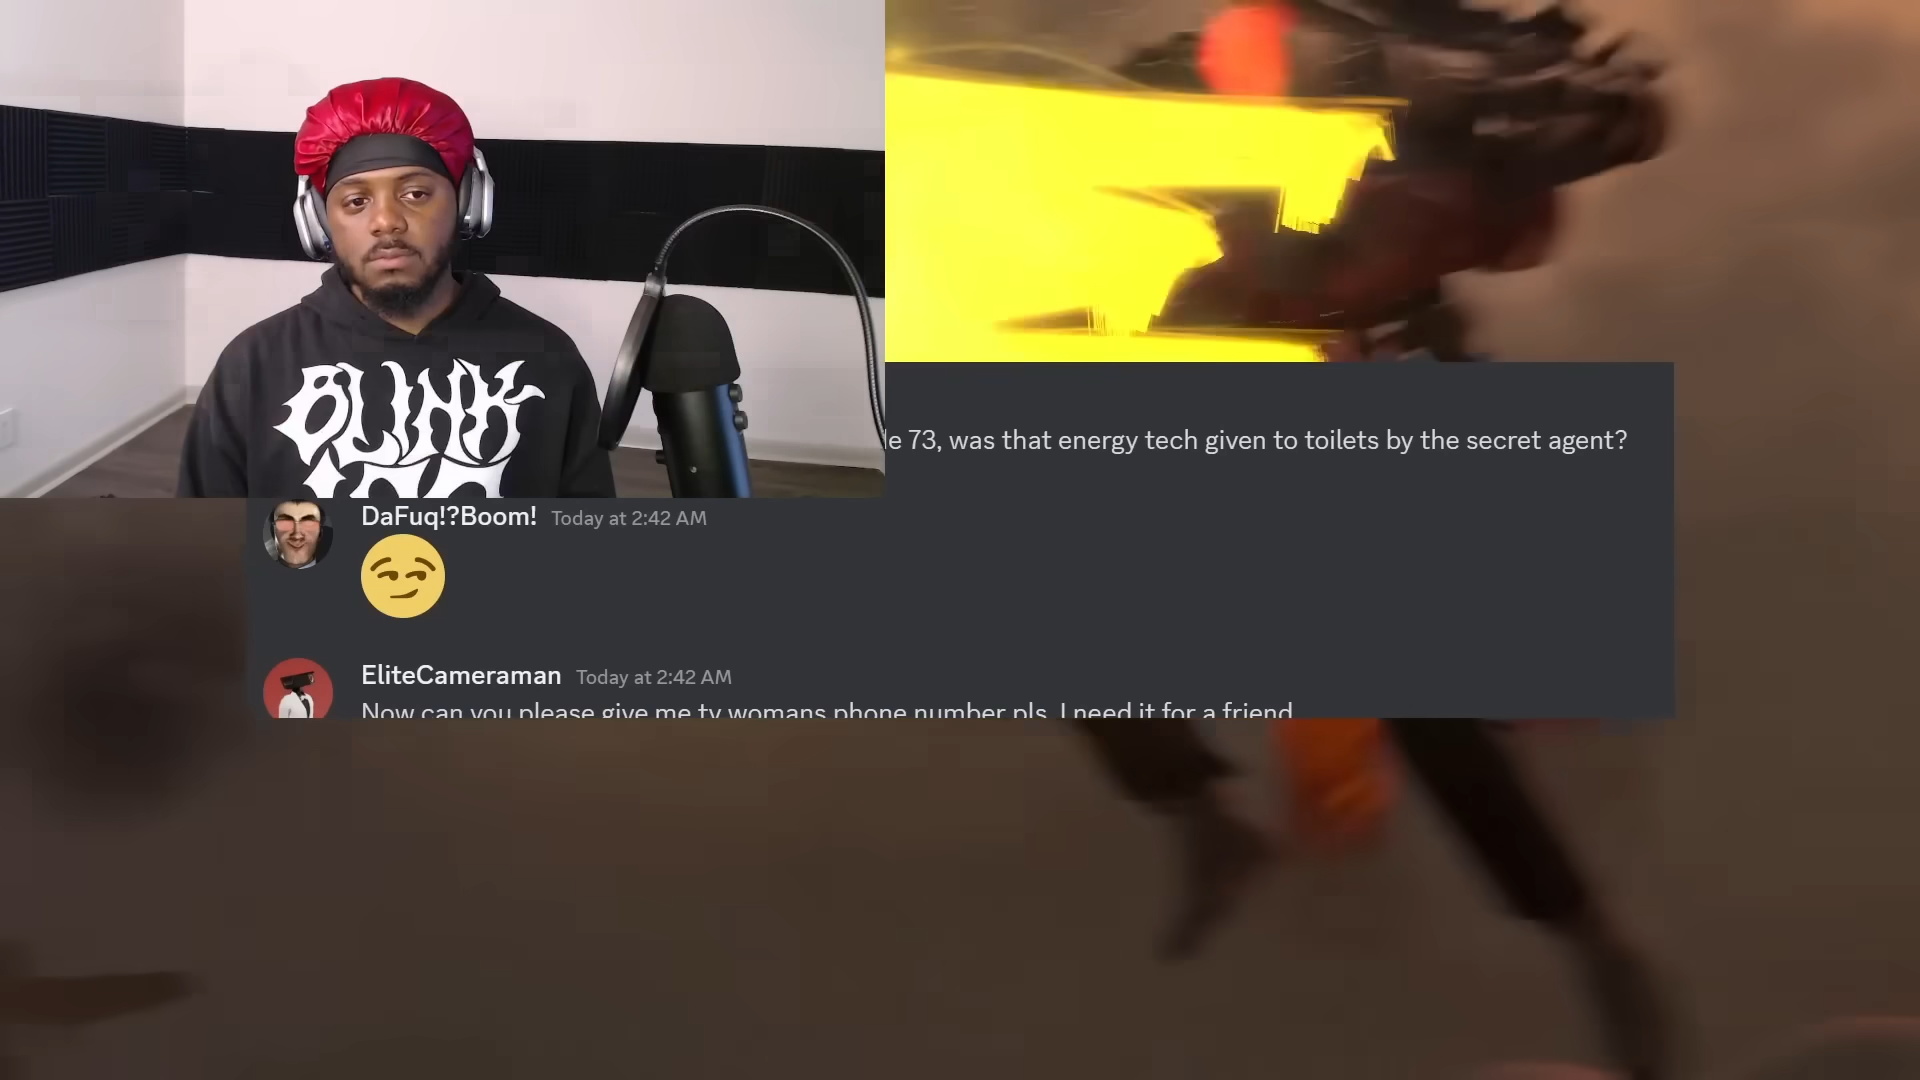 BLINK
le 73, was that energy tech given to toilets by the secret agent?
DaFuq!?Boom! Today at 2:42 AM
EliteCameraman Today at 2:42 AM
Now can you please give me tv womans phone number pls. I need it for a friend